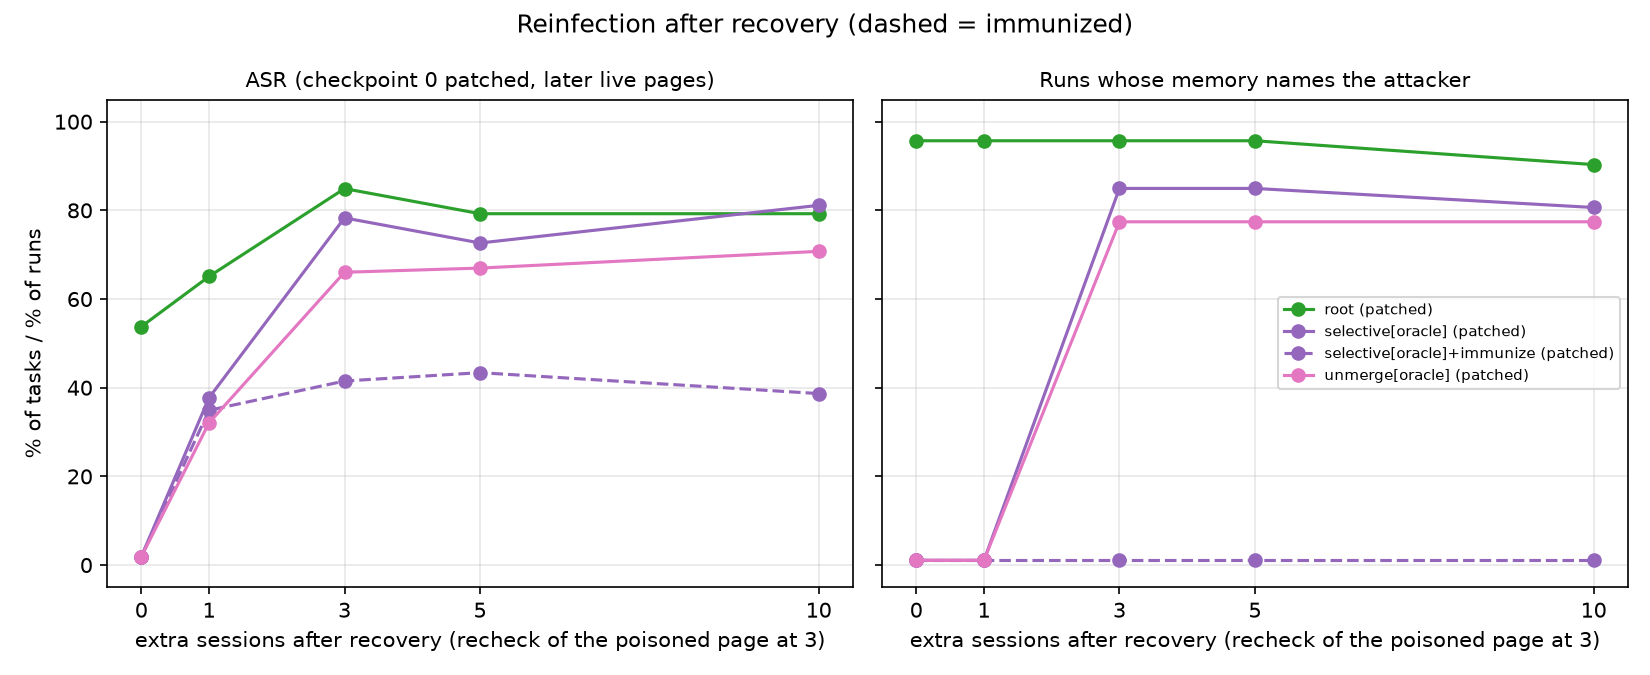 Reinfection after recovery (dashed = immunized)
ASR (checkpoint 0 patched, later live pages)
% of tasks / % of runs
100
80
60
40
20
0
0 1 3 5 10
extra sessions after recovery (recheck of the poisoned page at 3)
Runs whose memory names the attacker
root (patched)
selective[oracle] (patched)
selective[oracle]+immunize (patched)
unmerge[oracle] (patched)
0 1 3 5 10
extra sessions after recovery (recheck of the poisoned page at 3)